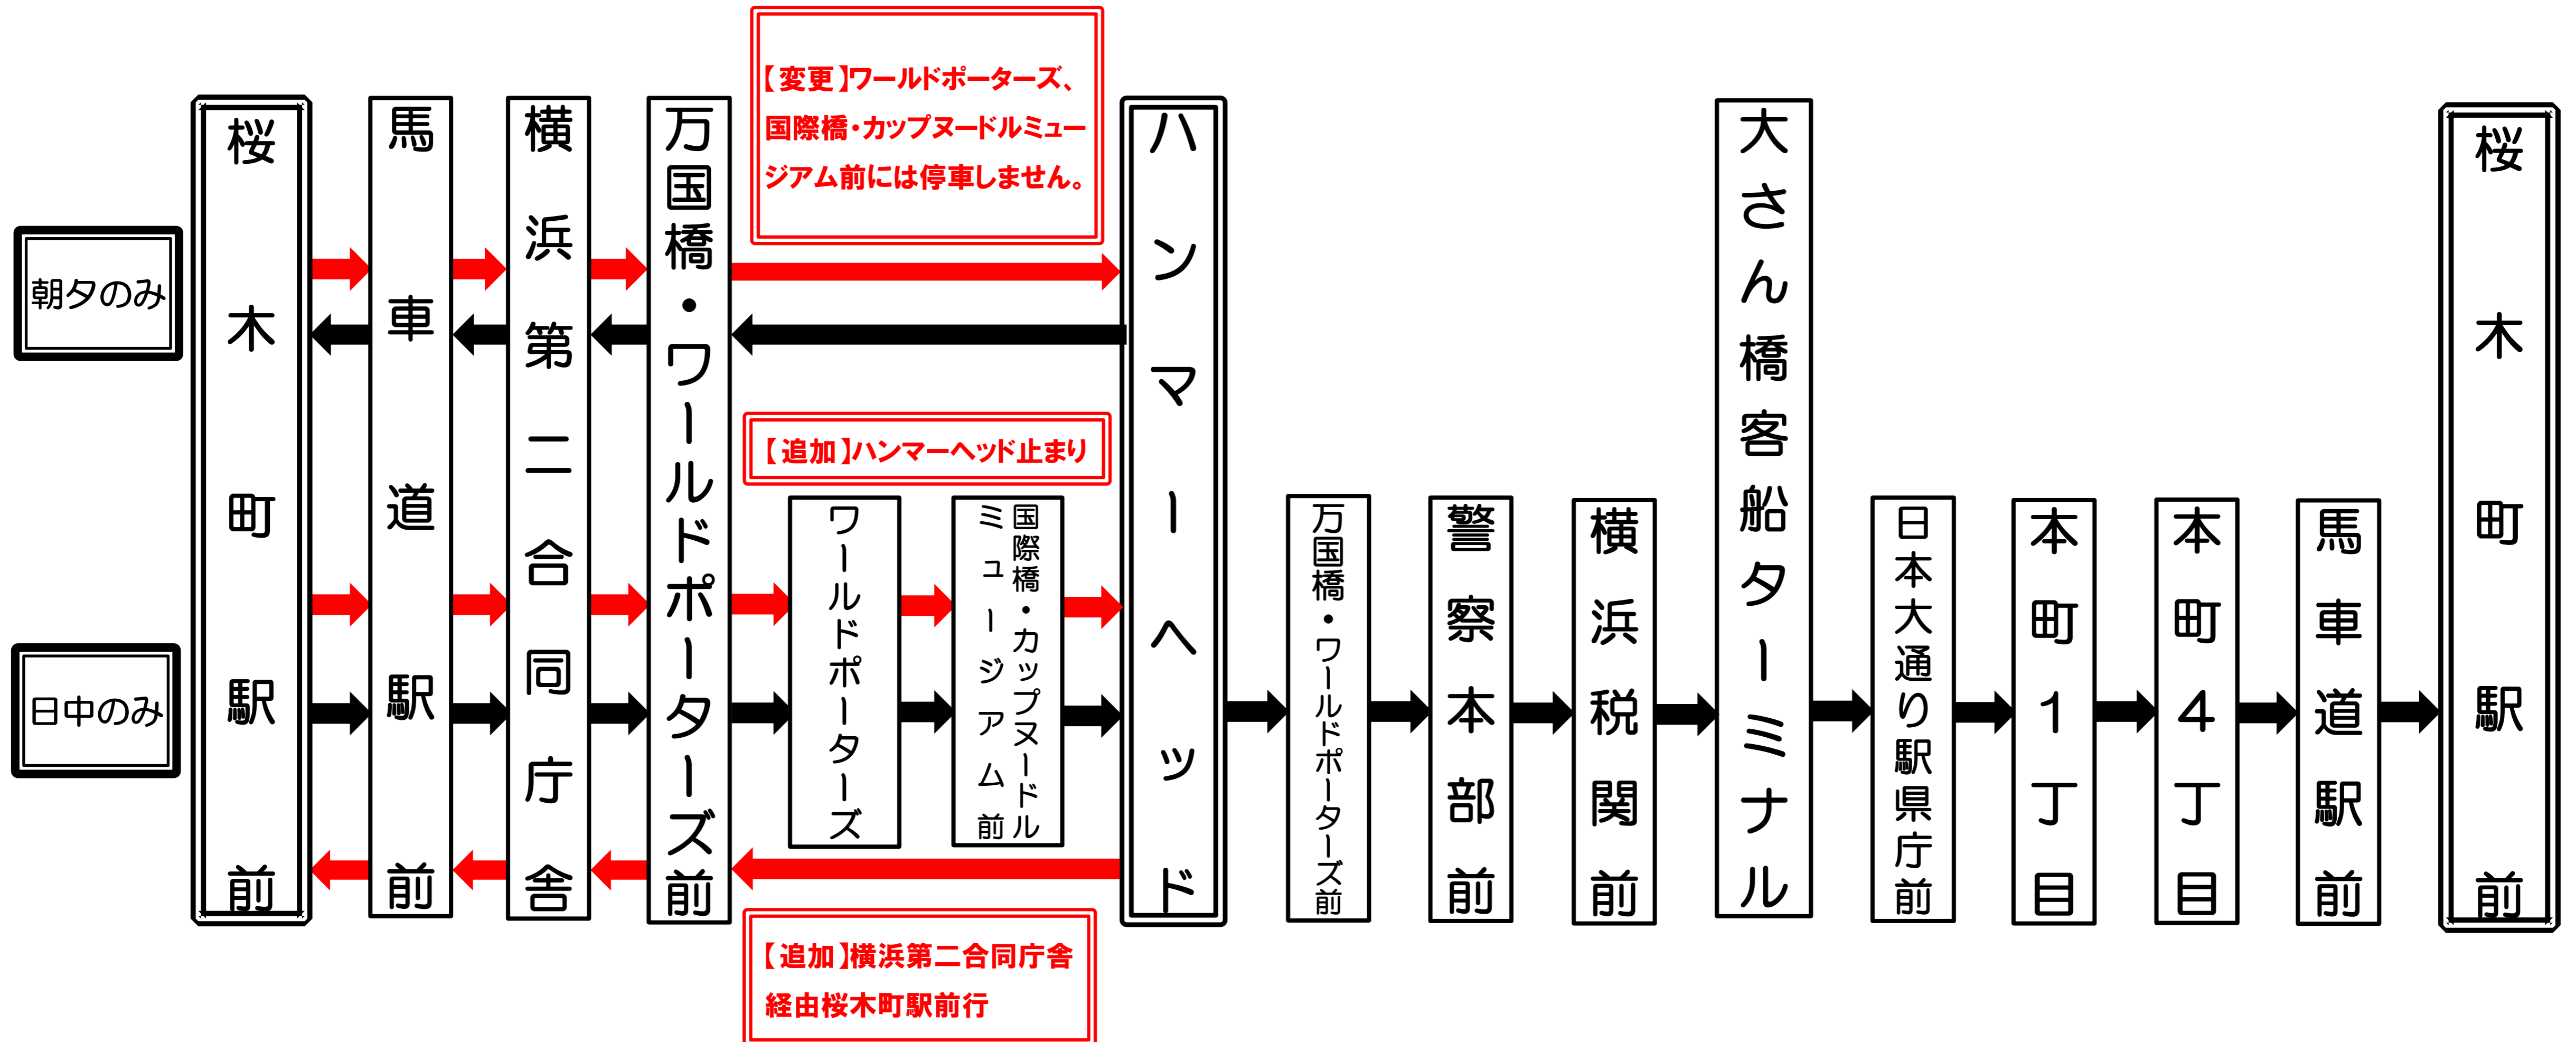 朝夕のみ
日中のみ
桜木町駅前
馬車道駅前
横浜第二合同庁舎
万国橋・ワールドポーターズ前
【変更】ワールドポーターズ、
国際橋・カップヌードルミュー
ジアム前には停車しません。
【追加】ハンマーヘッド止まり
ワールドポーターズ
国際橋・カップヌードル
ミュージアム前
【追加】横浜第二合同庁舎
経由桜木町駅前行
ハンマーヘッド
万国橋・ワールドポーターズ前
警察本部前
横浜税関前
大さん橋客船ターミナル
日本大通り駅県庁前
本町1丁目
本町4丁目
馬車道駅前
桜木町駅前